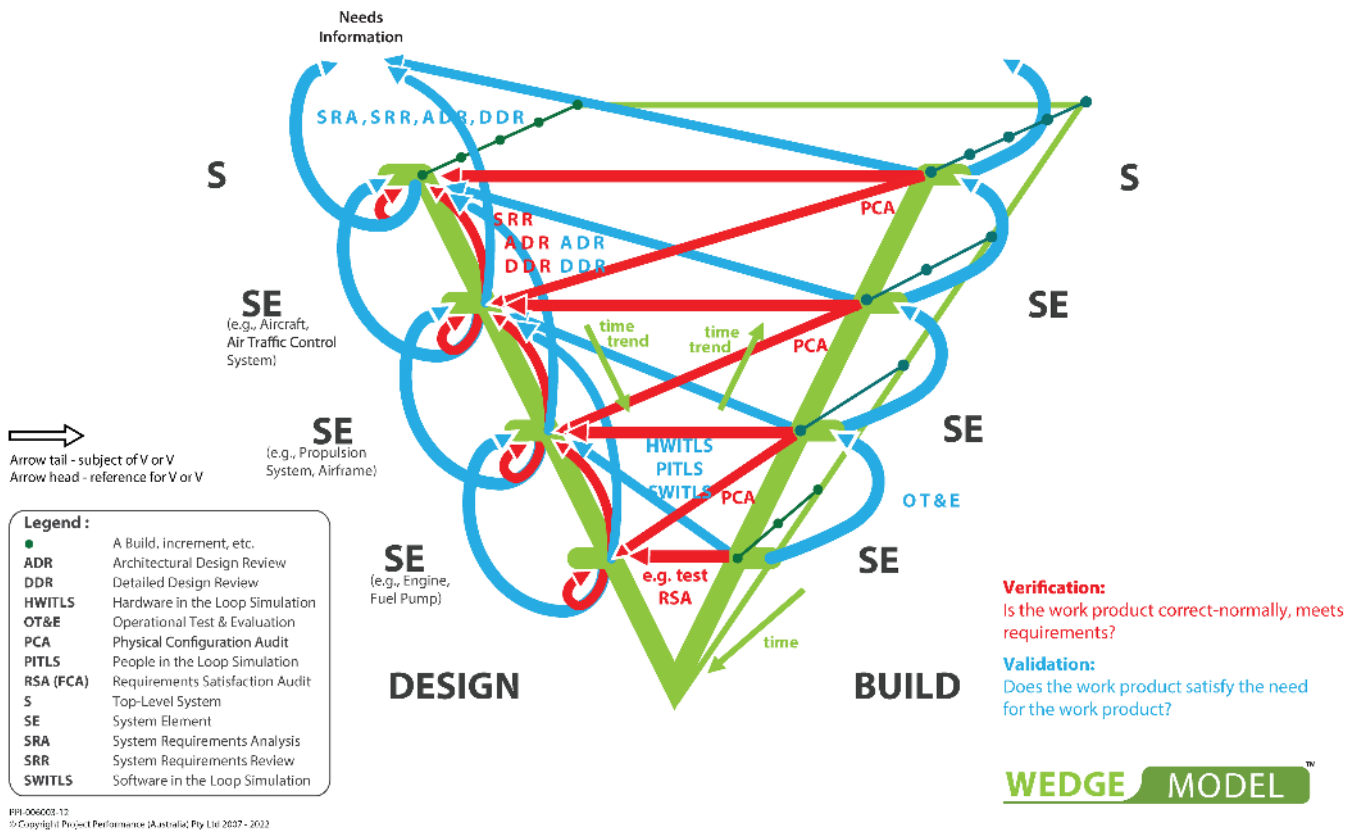 Needs
Information
SRA, SRR, ADR, DDR
S
S
PCA
SRR
ADR ADR
DDR DDR
SE
(e.g., Aircraft,
Air Traffic Control
System)
SE
time
trend
time
trend
PCA
SE
(e.g., Propulsion
System, Airframe)
SE
HWITLS
PITLS
SWITLS
PCA
OT&E
Arrow tail - subject of V or V
Arrow head - reference for V or V
SE
(e.g., Engine,
Fuel Pump)
SE
e.g. test
RSA
time
DESIGN
BUILD
Legend :
A Build, increment, etc.
ADR Architectural Design Review
DDR Detailed Design Review
HWITLS Hardware in the Loop Simulation
OT&E Operational Test & Evaluation
PCA Physical Configuration Audit
PITLS People in the Loop Simulation
RSA (FCA) Requirements Satisfaction Audit
S Top-Level System
SE System Element
SRA System Requirements Analysis
SRR System Requirements Review
SWITLS Software in the Loop Simulation
Verification:
Is the work product correct-normally, meets
requirements?
Validation:
Does the work product satisfy the need
for the work product?
WEDGE MODEL™
PPI-006003-12
© Copyright Project Performance (Australia) Pty Ltd 2007 - 2022